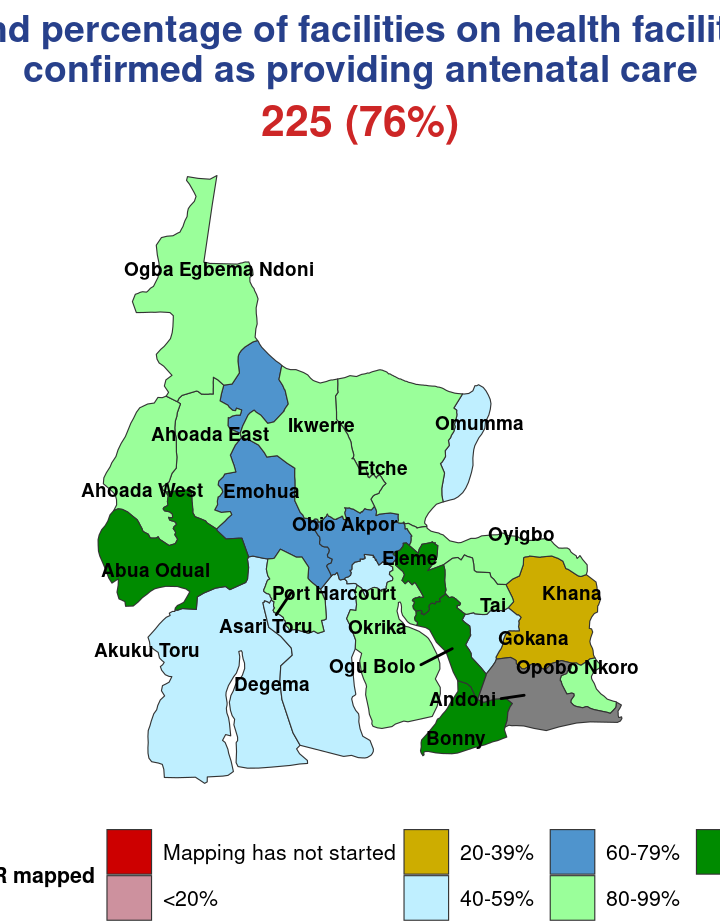 nd percentage of facilities on health facilit
confirmed as providing antenatal care
225 (76%)
Ogba Egbema Ndoni
Omumma
Ikwerre
Ahoada East
Etche
Ahoada West
Emohua
Obio Akpor
Oyigbo
Eleme
Abua Odual
Port Harcourt
Khana
Tai
Asari Toru
Okrika
Gokana
Akuku Toru
Ogu Bolo
Opobo Nkoro
Degema
Andoni
Bonny
R mapped
Mapping has not started
20-39%
60-79%
<20%
40-59%
80-99%